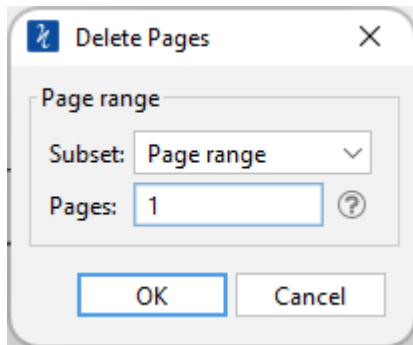 Delete Pages
Page range
Subset: Page range
Pages: 1
?
OK Cancel